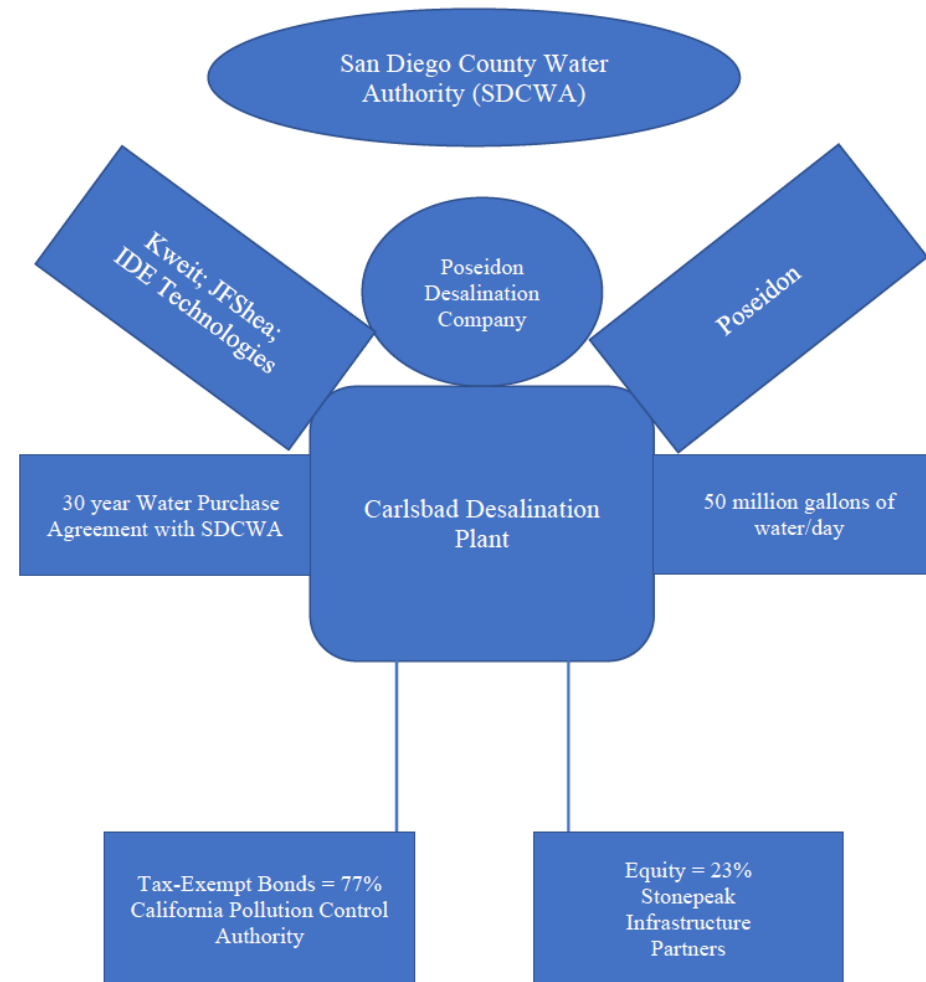 San Diego County Water
Authority (SDCWA)
Kweit; JFShea;
IDE Technologies
Poseidon
Desalination
Company
Poseidon
30 year Water Purchase
Agreement with SDCWA
Carlsbad Desalination
Plant
50 million gallons of
water/day
Tax-Exempt Bonds = 77%
California Pollution Control
Authority
Equity = 23%
Stonepeak
Infrastructure
Partners